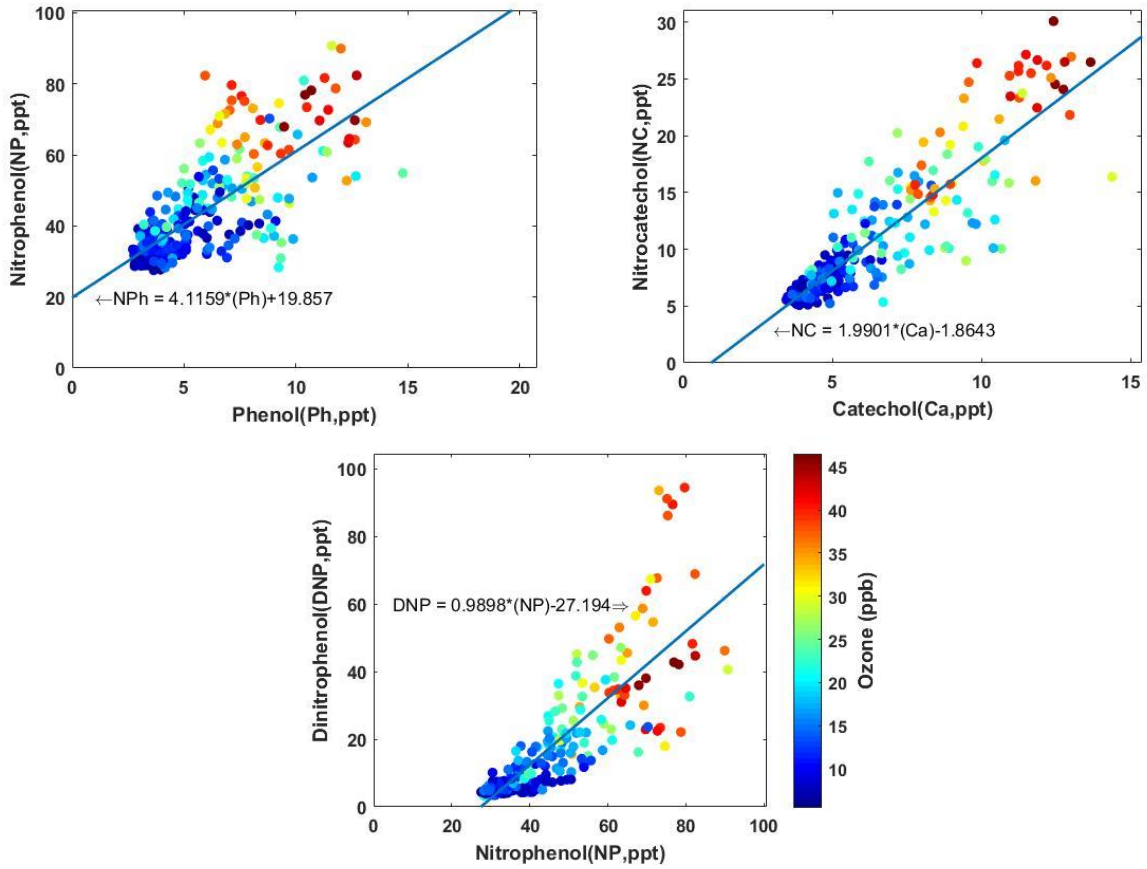 Nitrophenol(NP,ppt)
100
80
60
40
20
0
←NPh = 4.1159*(Ph)+19.857
0 5 10 15 20
Phenol(Ph,ppt)
Nitrocatechol(NC,ppt)
30
25
20
15
10
5
0
←NC = 1.9901*(Ca)-1.8643
0 5 10 15
Catechol(Ca,ppt)
Dinitrophenol(DNP,ppt)
100
80
60
40
20
0
DNP = 0.9898*(NP)-27.194⇒
0 20 40 60 80 100
Nitrophenol(NP,ppt)
45
40
35
30
25
20
15
10
Ozone (ppb)